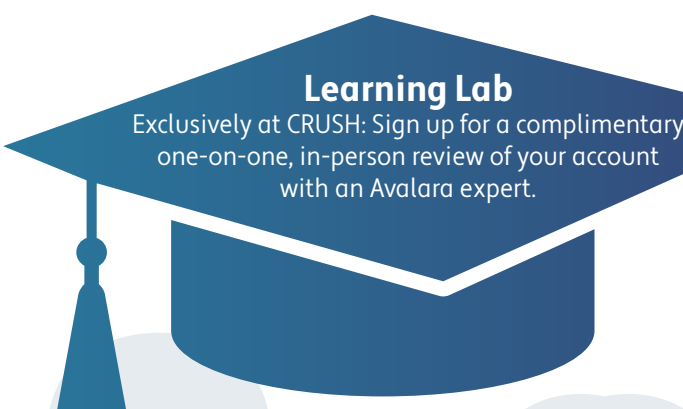 Learning Lab
Exclusively at CRUSH: Sign up for a complimentary
one-on-one, in-person review of your account
with an Avalara expert.